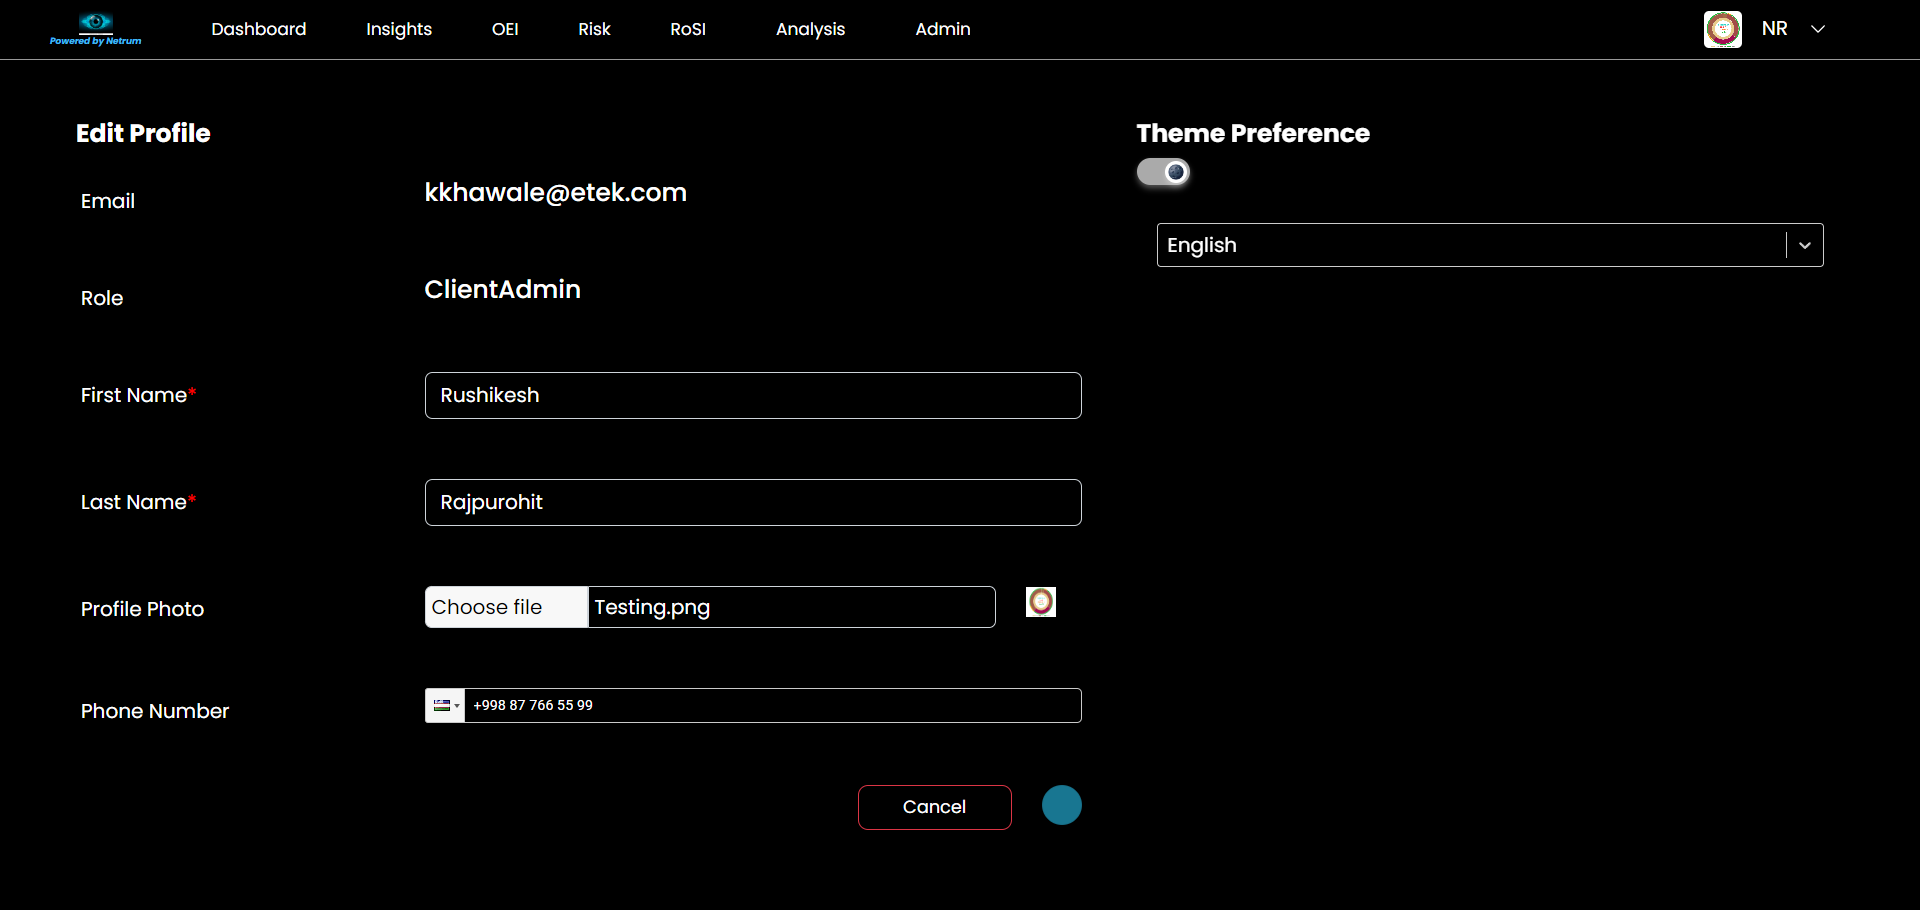 Powered by Netrum
Dashboard
Insights
OEI
Risk
RoSI
Analysis
Admin
NR
Edit Profile
Theme Preference
Email
kkhawale@etek.com
English
Role
ClientAdmin
First Name*
Rushikesh
Last Name*
Rajpurohit
Profile Photo
Choose file
Testing.png
Phone Number
+998 87 766 55 99
Cancel